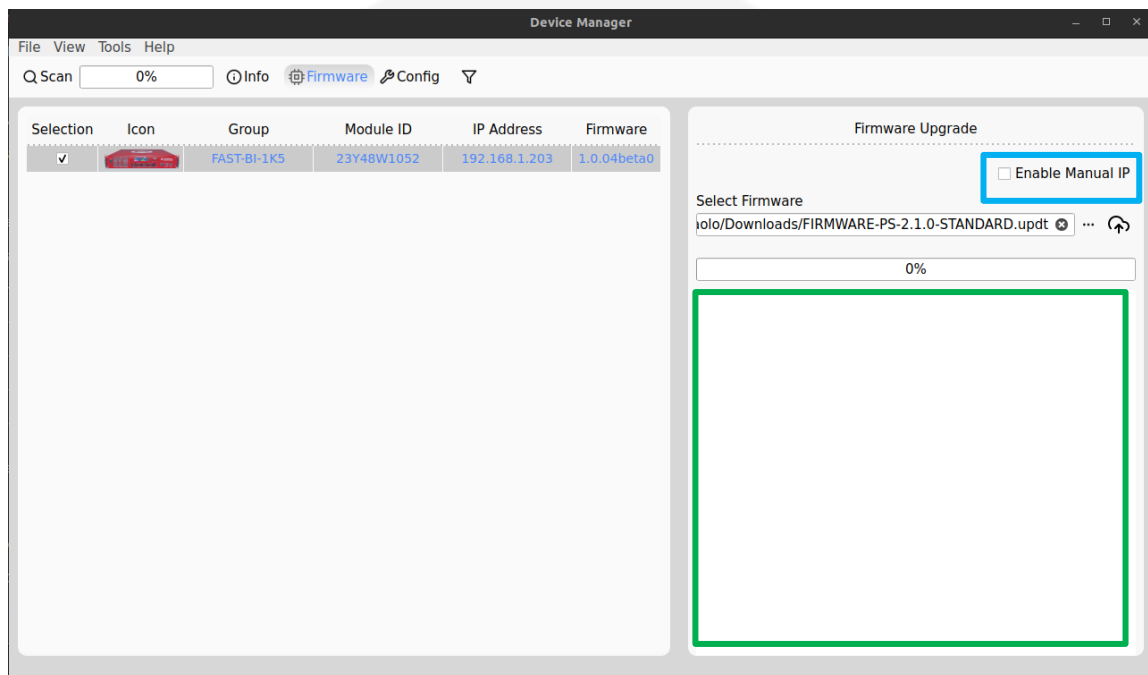 Device Manager
File View Tools Help
Scan 0% Info Firmware Config
Selection Icon Group Module ID IP Address Firmware
FAST-BI-1K5 23Y48W1052 192.168.1.203 1.0.04beta0
Firmware Upgrade
Enable Manual IP
Select Firmware
olo/Downloads/FIRMWARE-PS-2.1.0-STANDARD.updt ...
0%